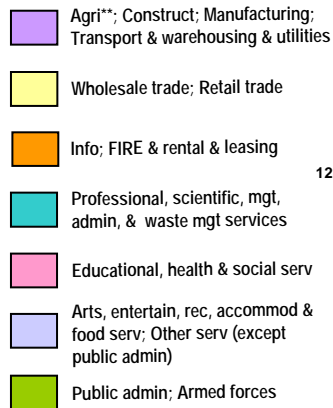 Agri**; Construct; Manufacturing;
Transport & warehousing & utilities
Wholesale trade; Retail trade
Info; FIRE & rental & leasing
12
Professional, scientific, mgt,
admin, & waste mgt services
Educational, health & social serv
Arts, entertain, rec, accommod &
food serv; Other serv (except
public admin)
Public admin; Armed forces